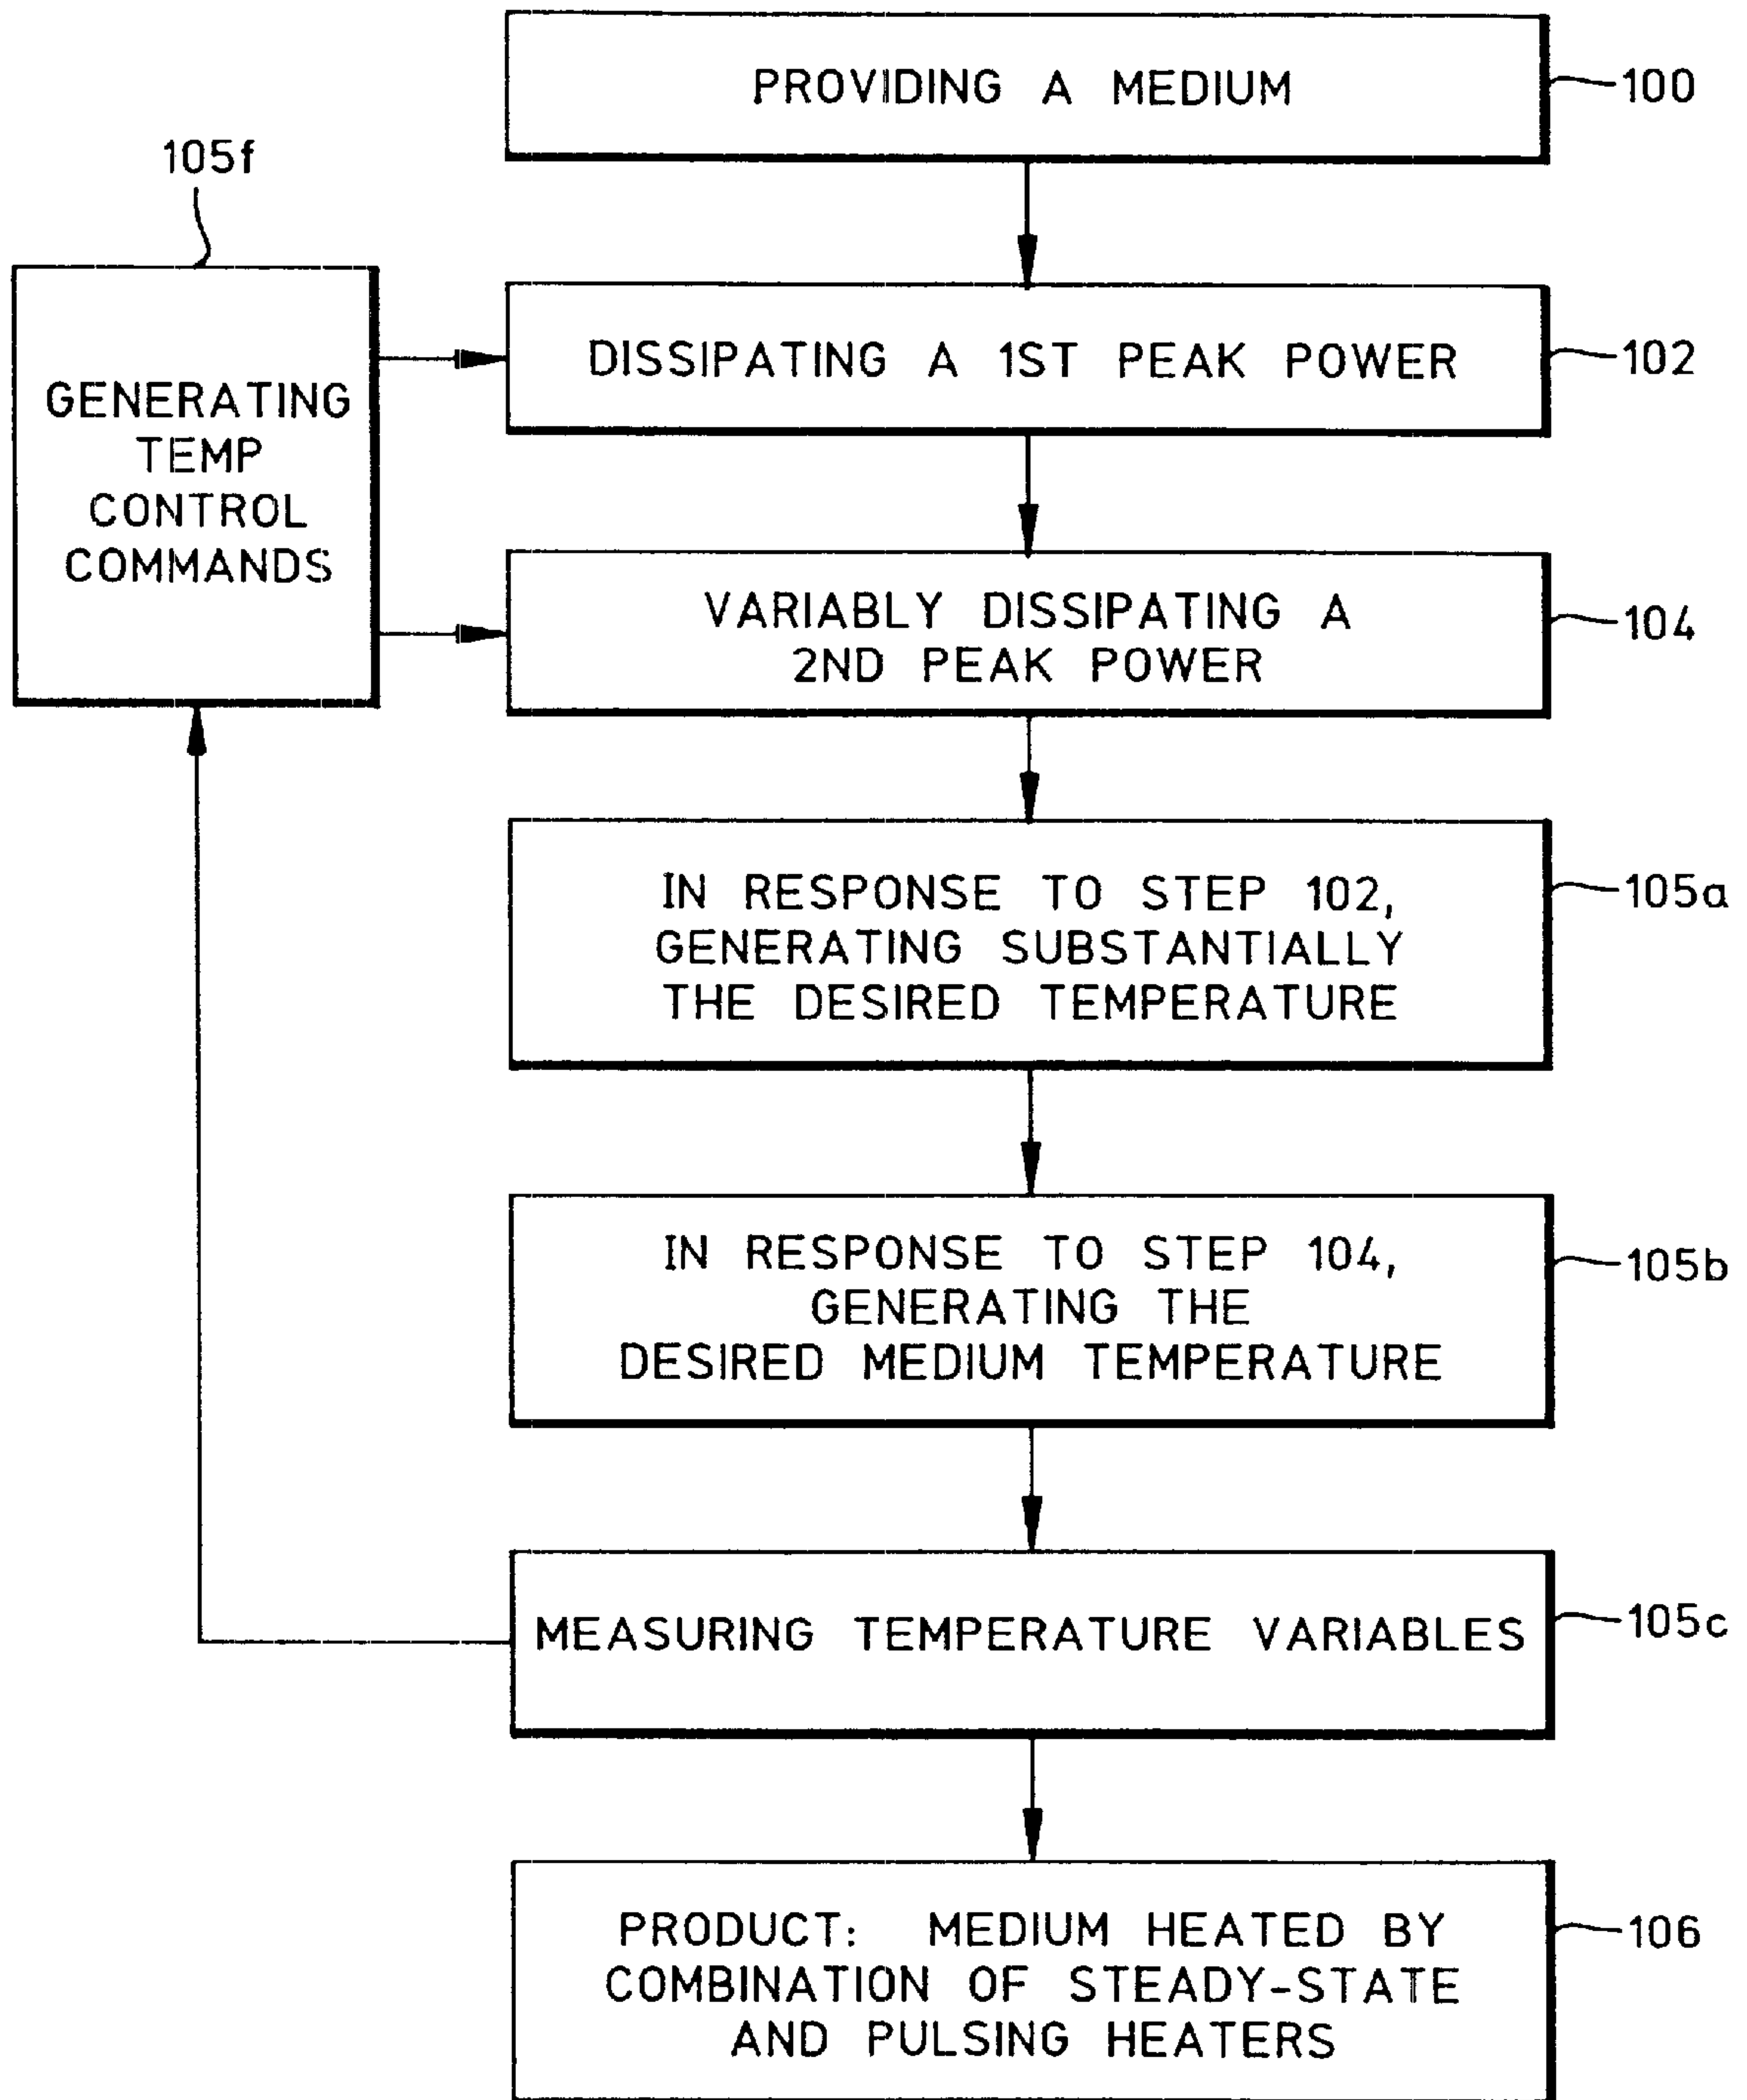 PROVIDING A MEDIUM
100
105f
GENERATING
TEMP
CONTROL
COMMANDS
DISSIPATING A 1ST PEAK POWER
102
VARIABLY DISSIPATING A
2ND PEAK POWER
104
IN RESPONSE TO STEP 102,
GENERATING SUBSTANTIALLY
THE DESIRED TEMPERATURE
105a
IN RESPONSE TO STEP 104,
GENERATING THE
DESIRED MEDIUM TEMPERATURE
105b
MEASURING TEMPERATURE VARIABLES
105c
PRODUCT: MEDIUM HEATED BY
COMBINATION OF STEADY-STATE
AND PULSING HEATERS
106